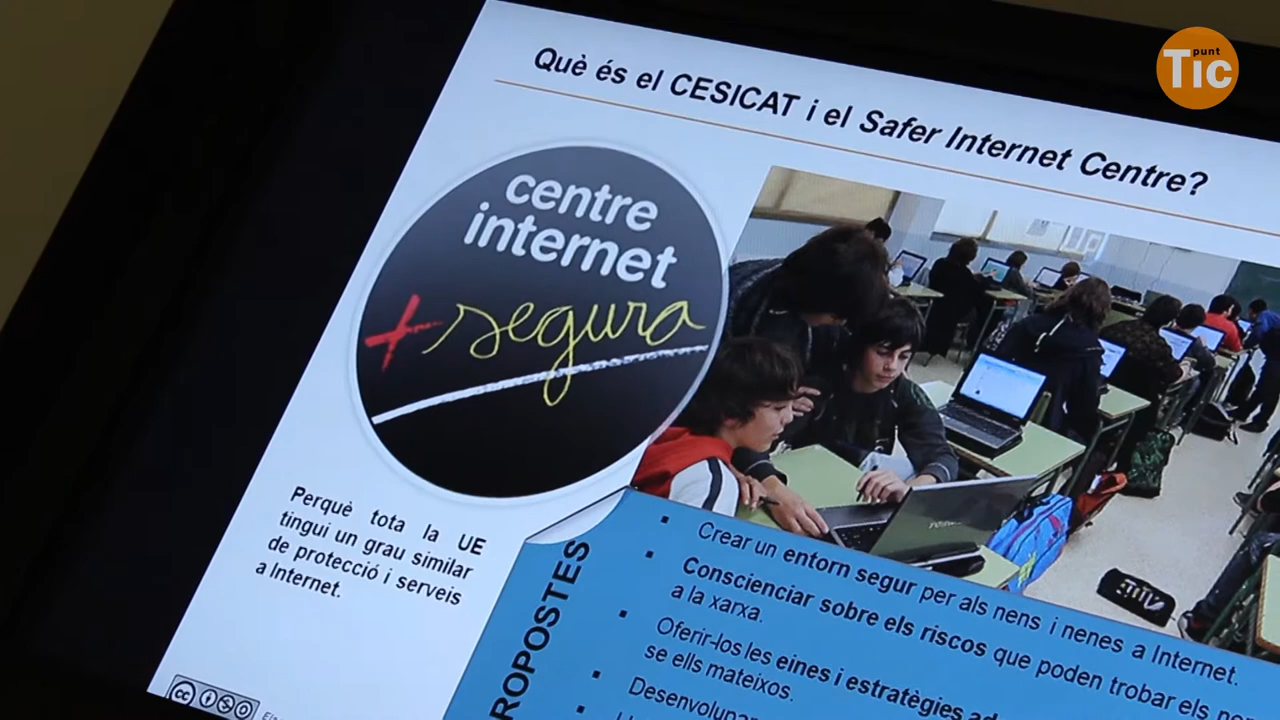 punt
TIC
Què és el CESICAT i el Safer Internet Centre?
centre
internet
+ segura
Perquè tota la UE
tingui un grau similar
de protecció i serveis
a Internet.
Crear un entorn segur per als nens i nenes a Internet.
Conscienciar sobre els riscos que poden trobar els
a la xarxa.
Oferir-los les eines i estratègies
se ells mateixos.
cc